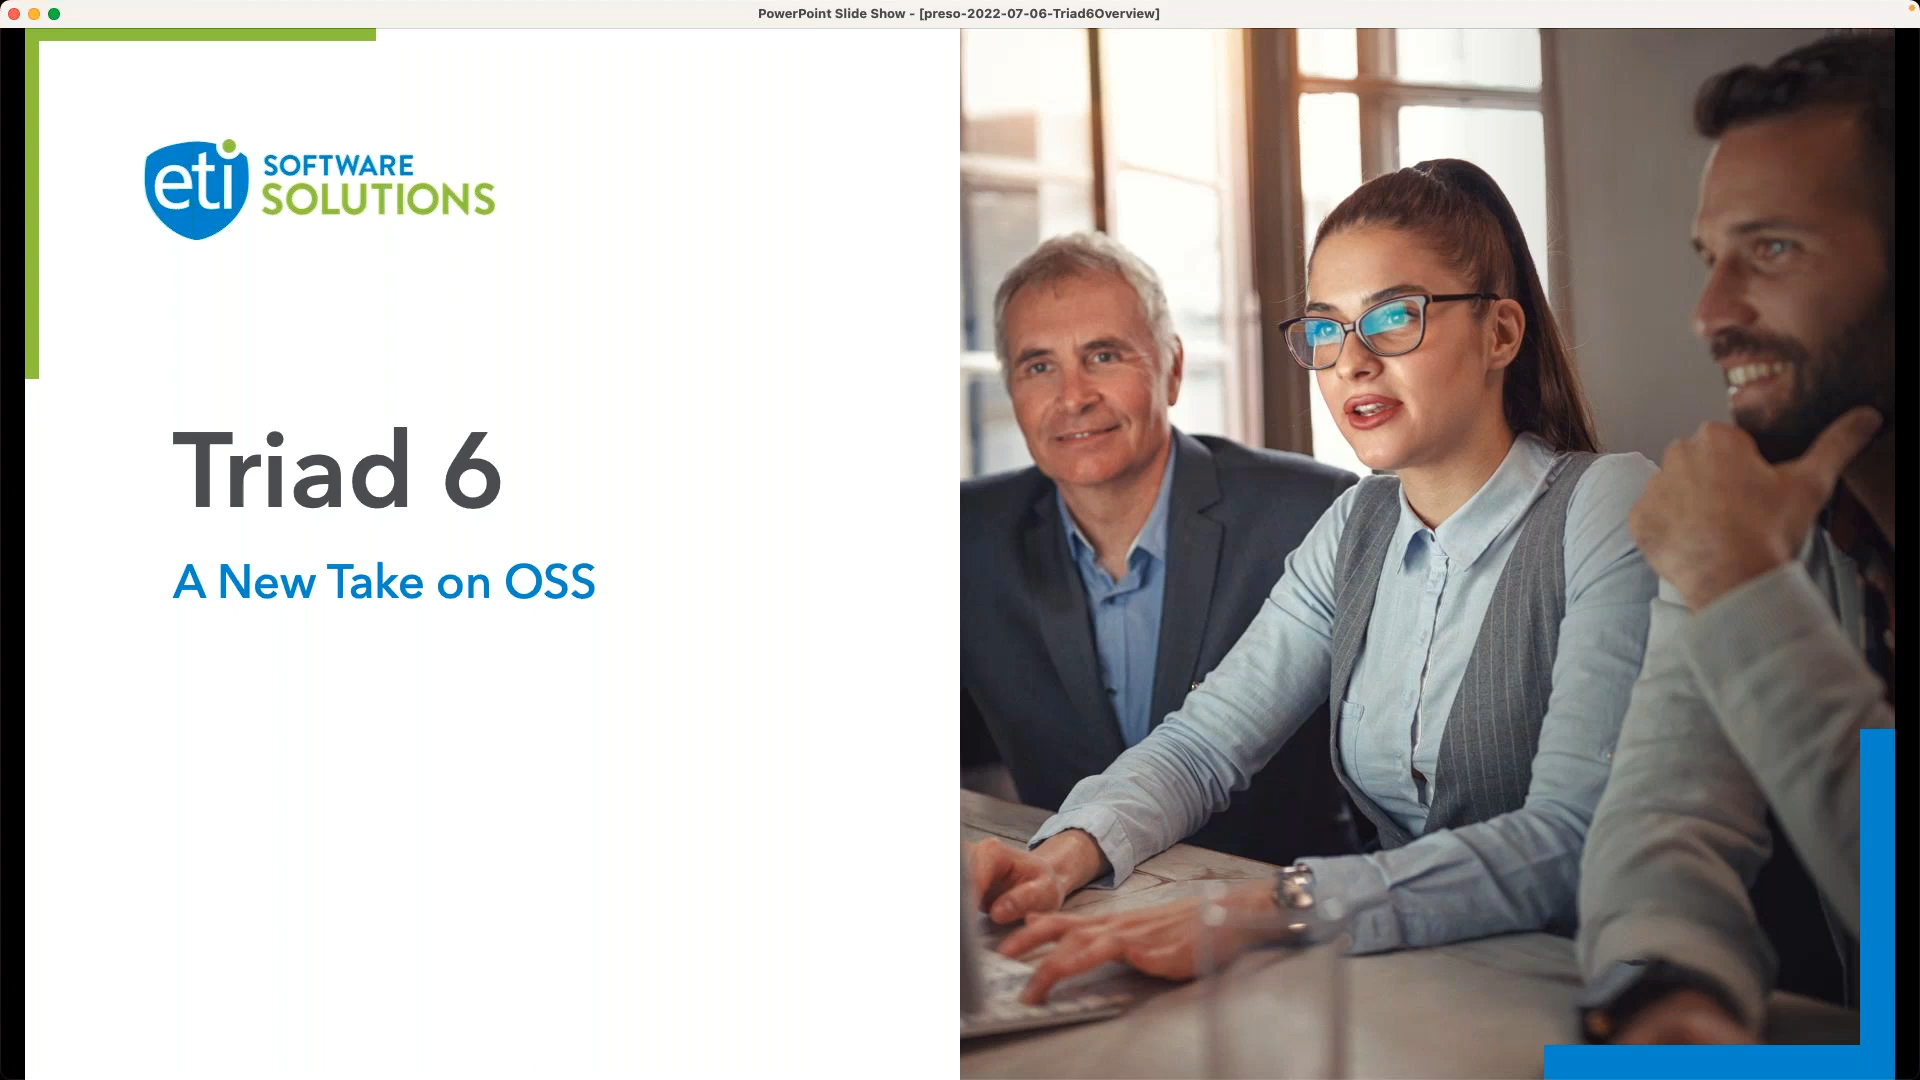 PowerPoint Slide Show - [preso-2022-07-06-Triad6Overview]
eti SOFTWARE
SOLUTIONS
Triad 6
A New Take on OSS